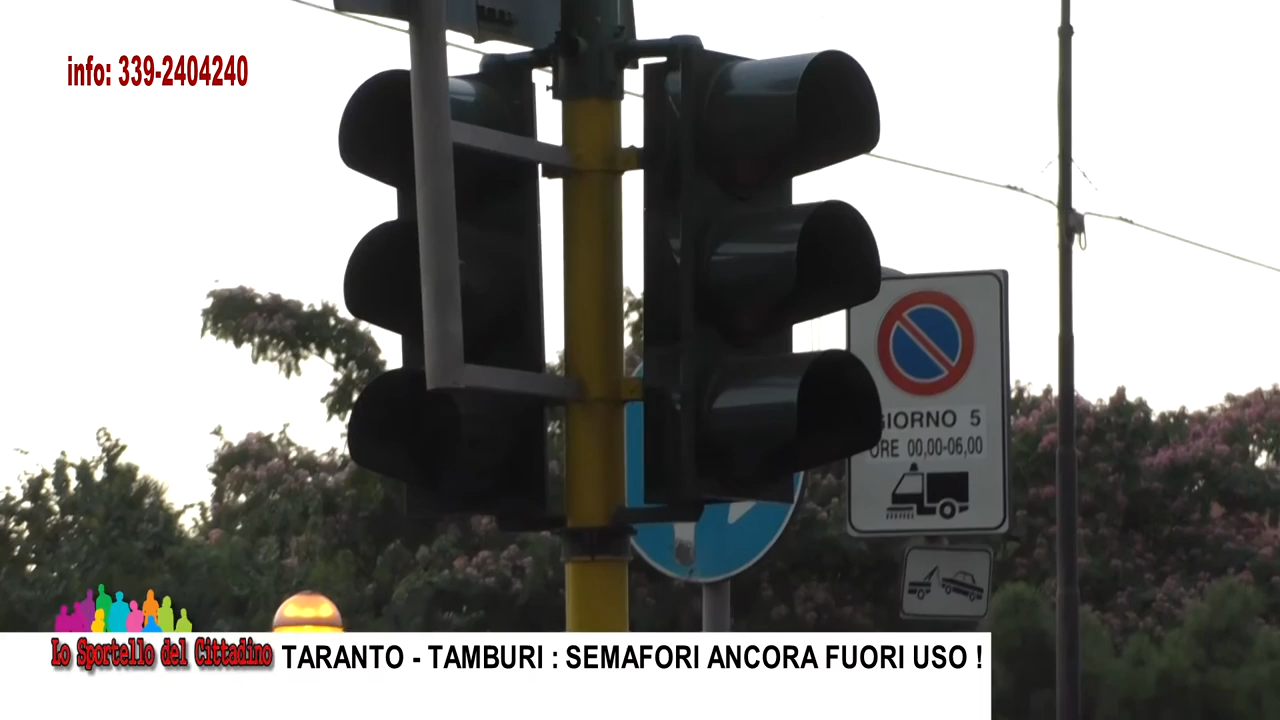 info: 339-2404240
GIORNO 5
ORE 00,00-06,00
Lo Sportello del Cittadino
TARANTO - TAMBURI : SEMAFORI ANCORA FUORI USO !